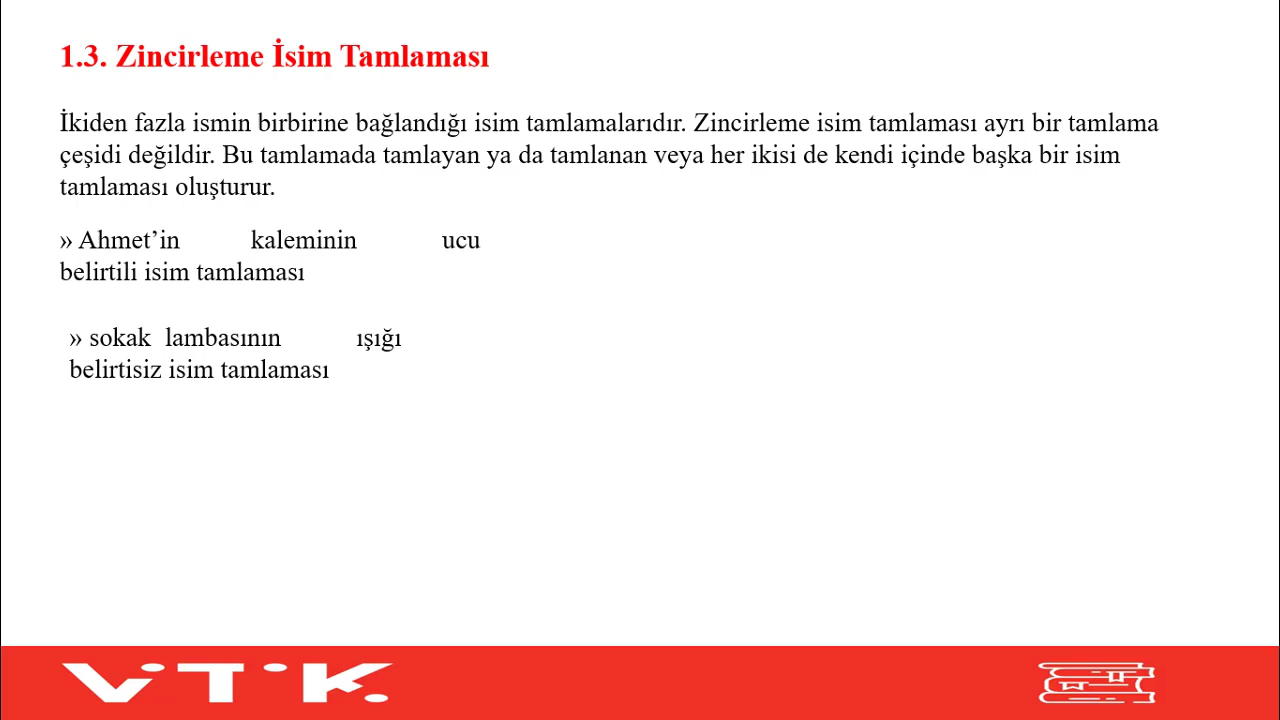 1.3. Zincirleme İsim Tamlaması
İkiden fazla ismin birbirine bağlandığı isim tamlamalarıdır. Zincirleme isim tamlaması ayrı bir tamlama
çeşidi değildir. Bu tamlamada tamlayan ya da tamlanan veya her ikisi de kendi içinde başka bir isim
tamlaması oluşturur.
» Ahmet’in kaleminin ucu
belirtili isim tamlaması
» sokak lambasının ışığı
belirtisiz isim tamlaması
VİTİK